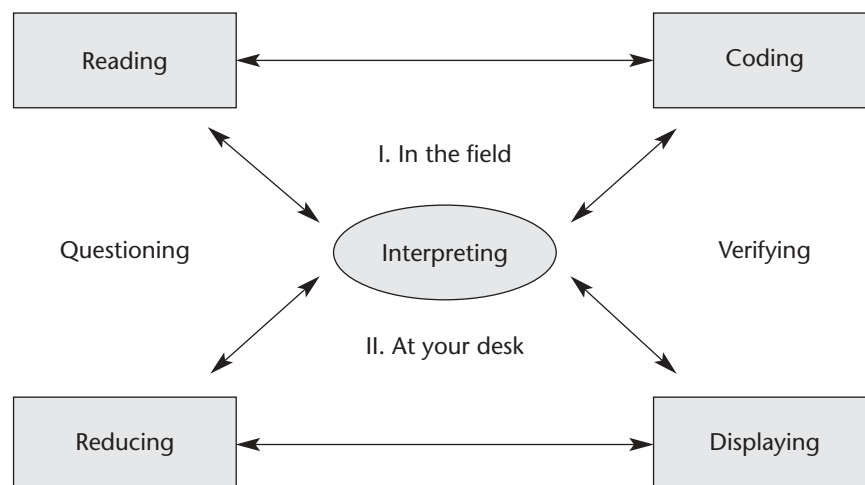 Reading
Coding
I. In the field
Questioning
Interpreting
Verifying
II. At your desk
Reducing
Displaying